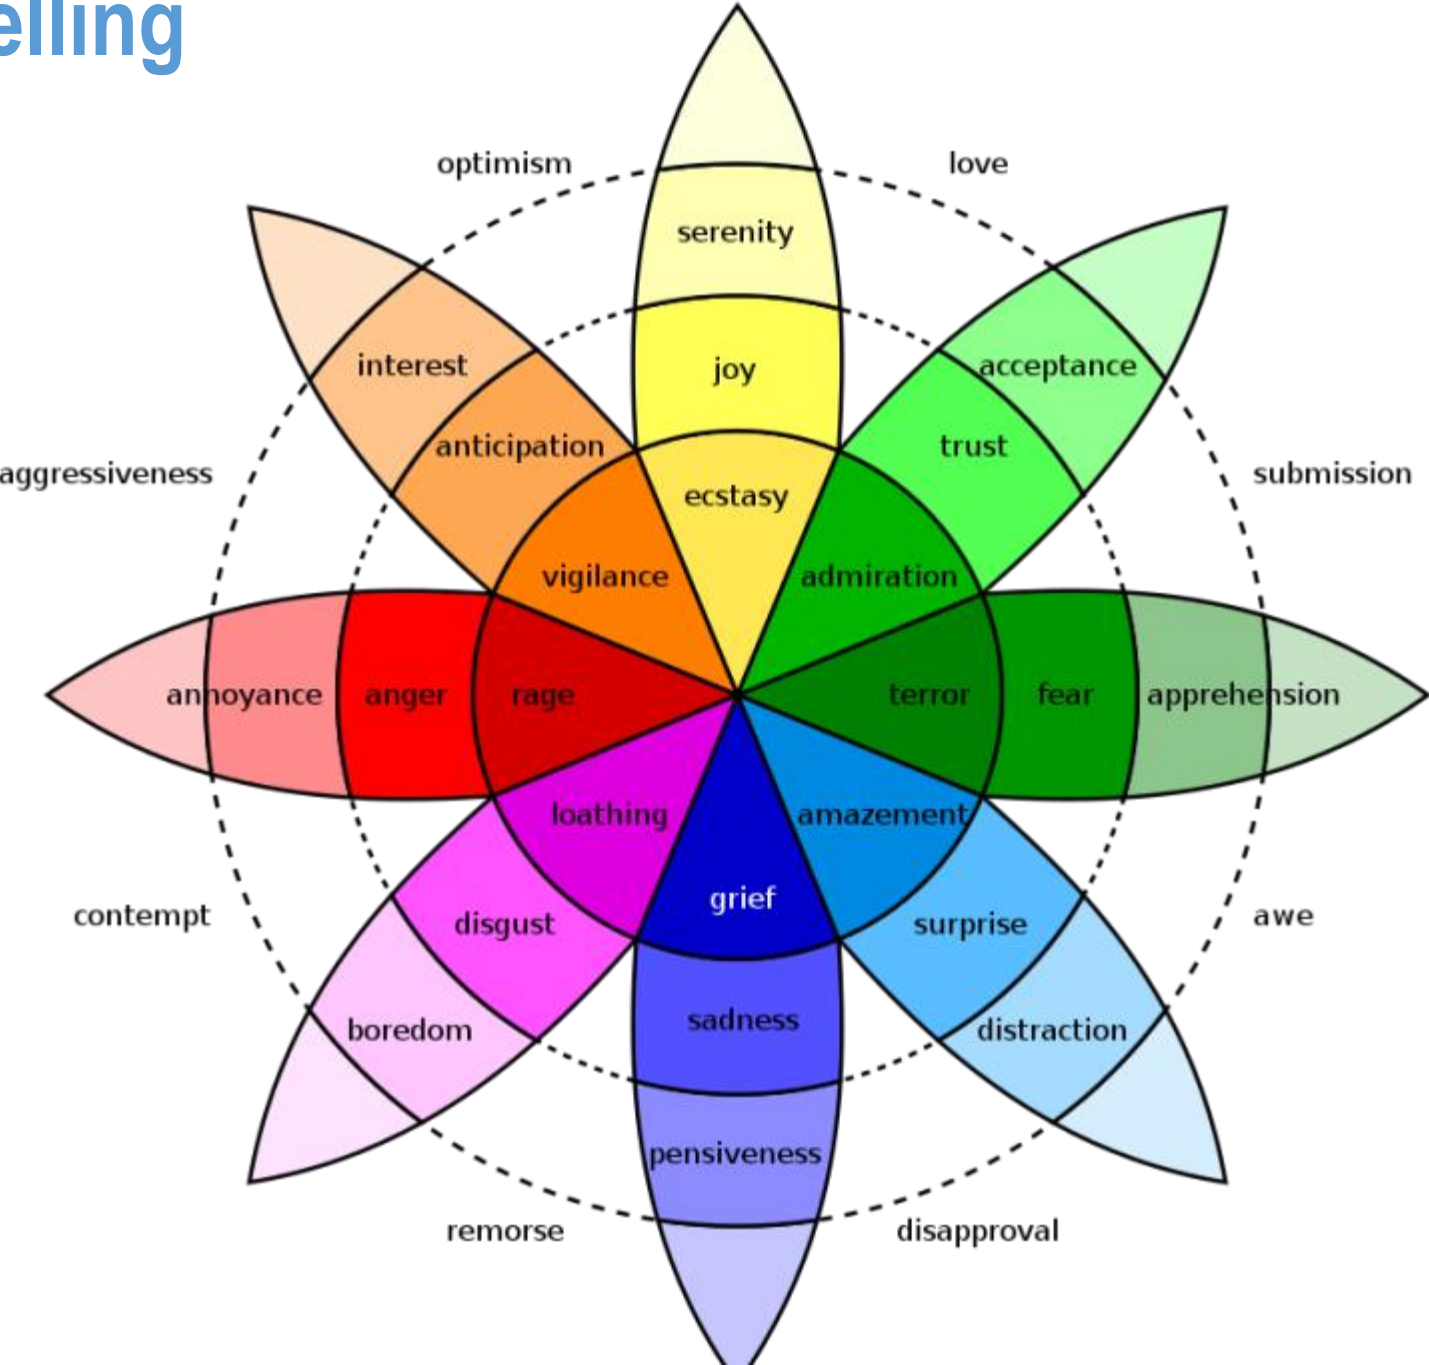 elling
optimism
love
serenity
interest
joy
acceptance
anticipation
trust
aggressiveness
submission
ecstasy
vigilance
admiration
annoyance
anger
rage
terror
fear
apprehension
loathing
amazement
grief
contempt
awe
disgust
surprise
sadness
boredom
distraction
pensiveness
remorse
disapproval